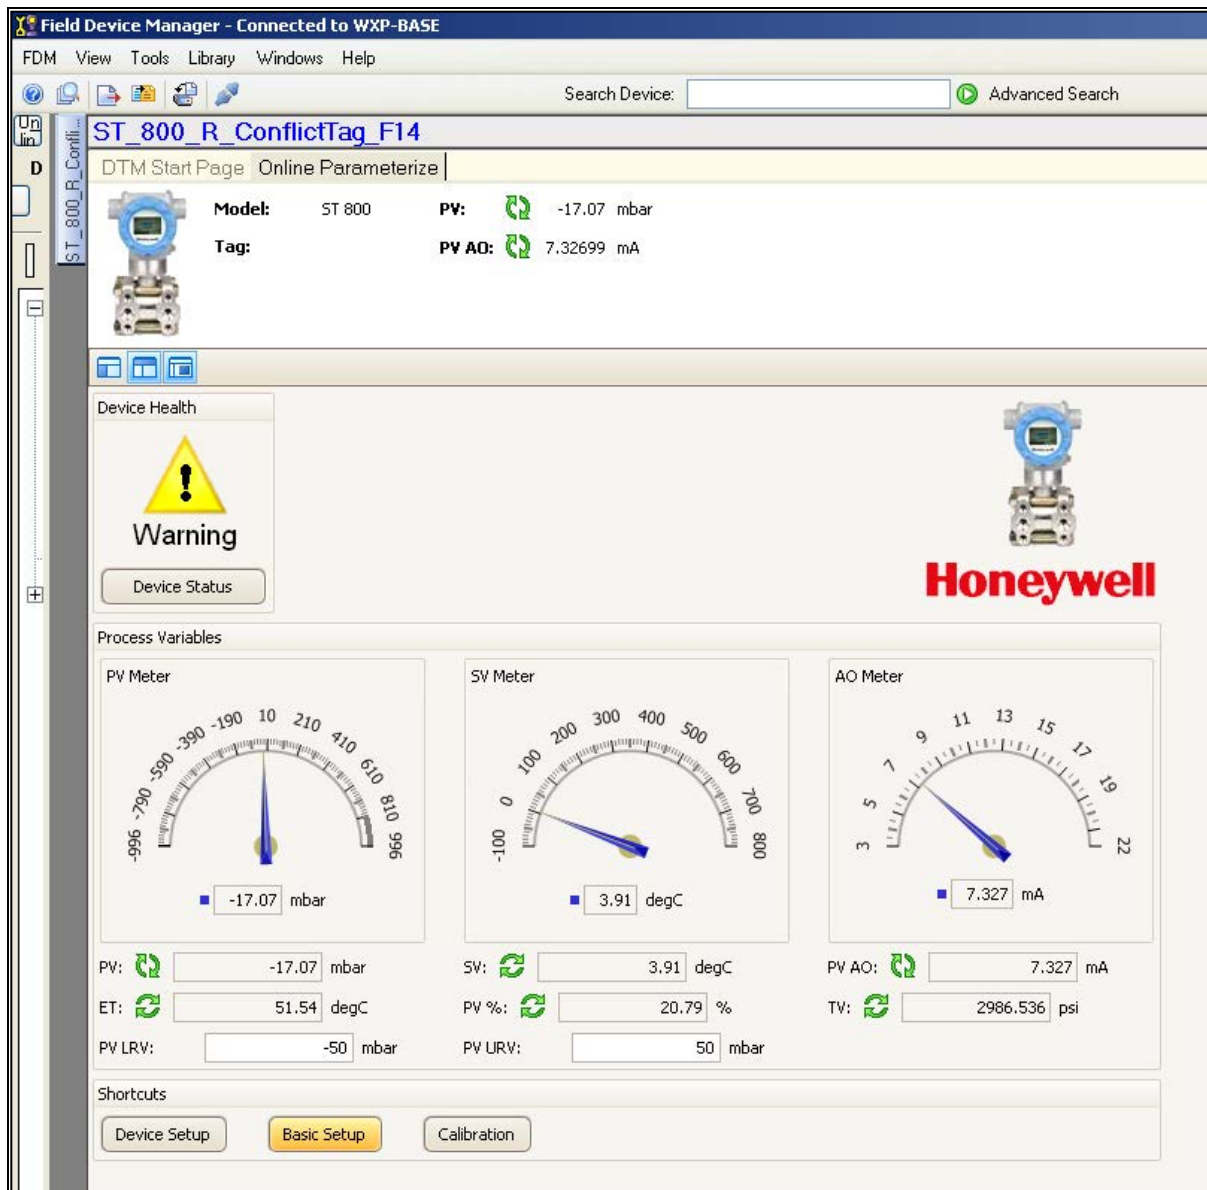 Field Device Manager - Connected to WXP-BASE
FDM View Tools Library Windows Help
Search Device: Advanced Search
Un
lin
D
ST_800_R_Confli...
ST_800_R_ConflictTag_F14
DTM Start Page Online Parameterize
Model: ST 800 PV: -17.07 mbar
Tag: PV AO: 7.32699 mA
Device Health
!
Warning
Device Status
Honeywell
Process Variables
PV Meter
-996 -790 -590 -390 -190 10 210 410 610 810 996
-17.07 mbar
SV Meter
-100 0 100 200 300 400 500 600 700 800
3.91 degC
AO Meter
3 5 7 9 11 13 15 17 19 22
7.327 mA
PV: -17.07 mbar SV: 3.91 degC PV AO: 7.327 mA
ET: 51.54 degC PV %: 20.79 % TV: 2986.536 psi
PV LRV: -50 mbar PV URV: 50 mbar
Shortcuts
Device Setup Basic Setup Calibration